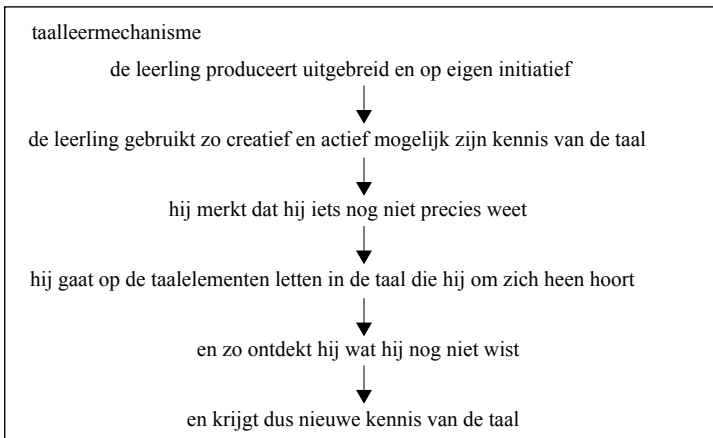 taalleermechanisme
de leerling produceert uitgebreid en op eigen initiatief
de leerling gebruikt zo creatief en actief mogelijk zijn kennis van de taal
hij merkt dat hij iets nog niet precies weet
hij gaat op de taalelementen letten in de taal die hij om zich heen hoort
en zo ontdekt hij wat hij nog niet wist
en krijgt dus nieuwe kennis van de taal